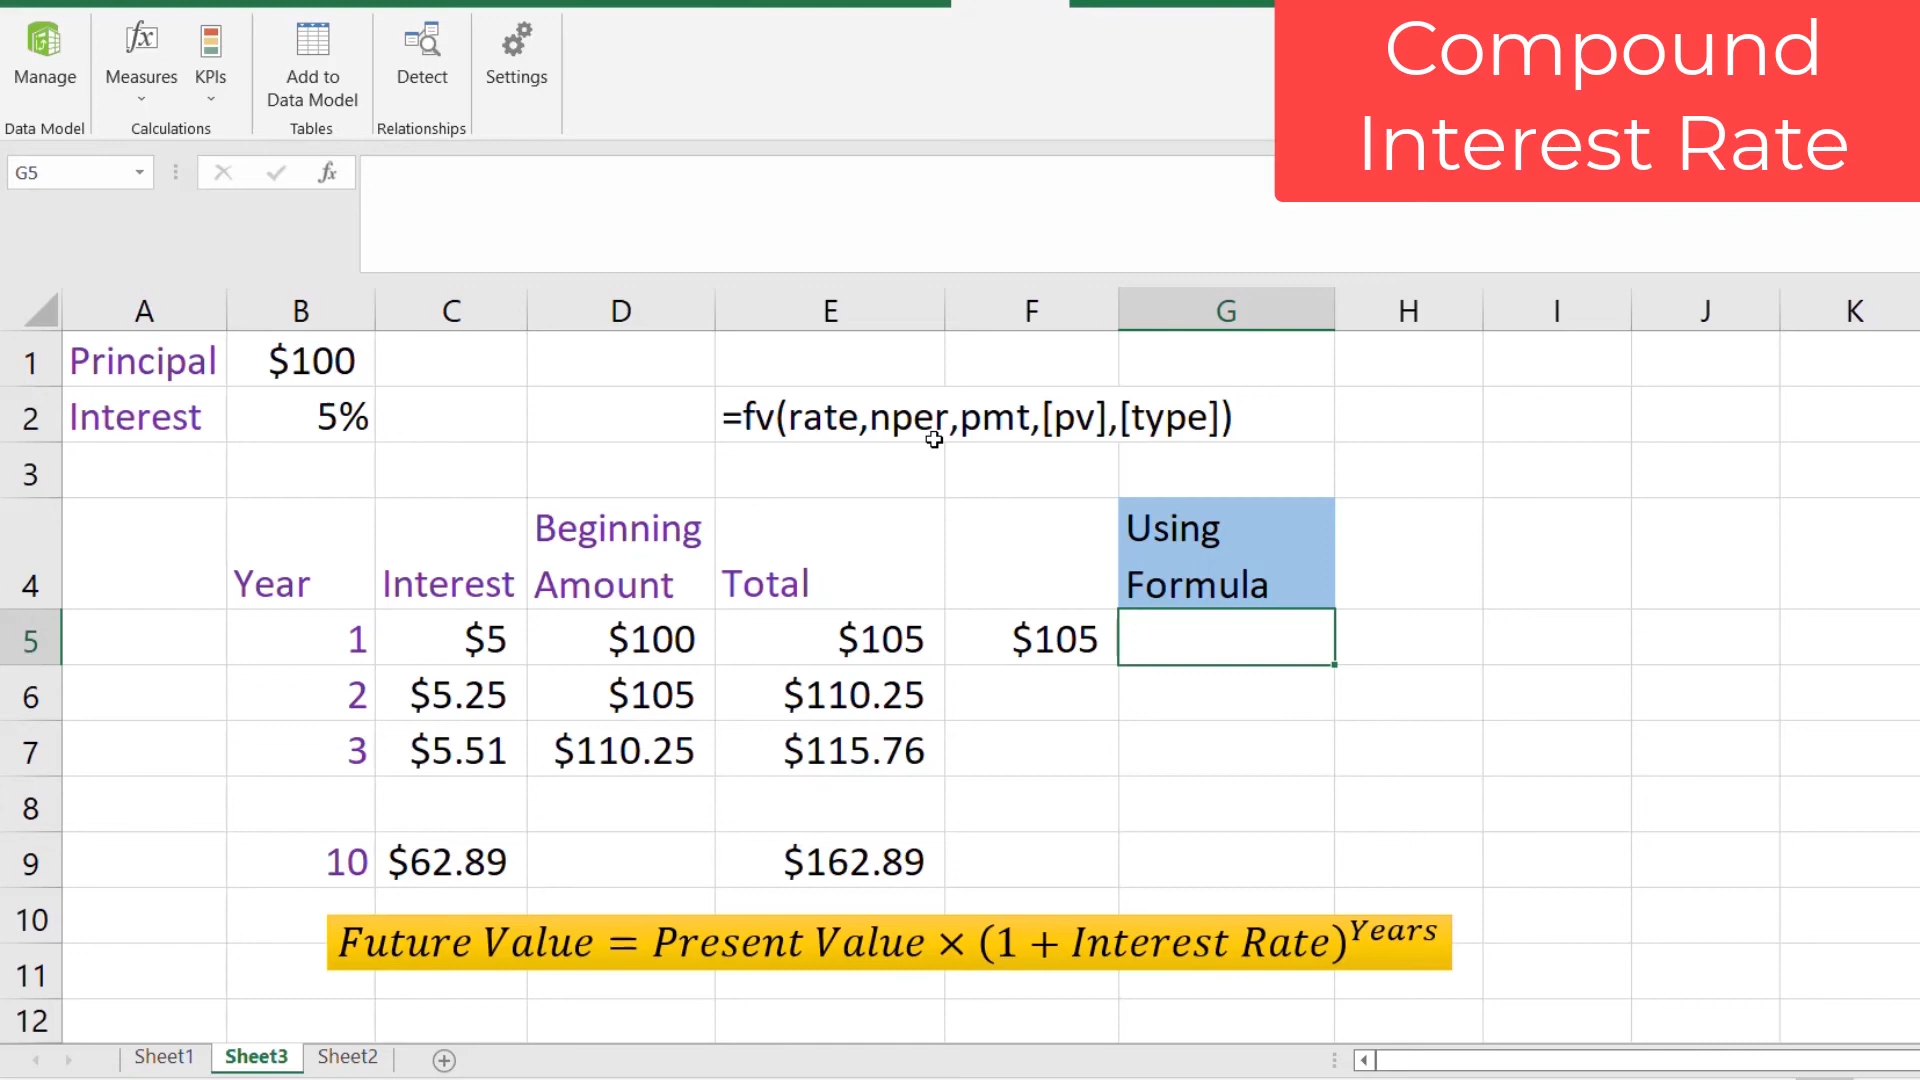 Compound
Interest Rate
Manage
Measures
KPIs
Add to
Data Model
Detect
Settings
Data Model
Calculations
Tables
Relationships
G5
fx
A B C D E F G H I J K
1 Principal $100
2 Interest 5% =fv(rate,nper,pmt,[pv],[type])
3
Beginning Using
4 Year Interest Amount Total Formula
5 1 $5 $100 $105 $105
6 2 $5.25 $105 $110.25
7 3 $5.51 $110.25 $115.76
8
9 10 $62.89 $162.89
10
Future Value = Present Value × (1 + Interest Rate)^Years
11
12
Sheet1 Sheet3 Sheet2